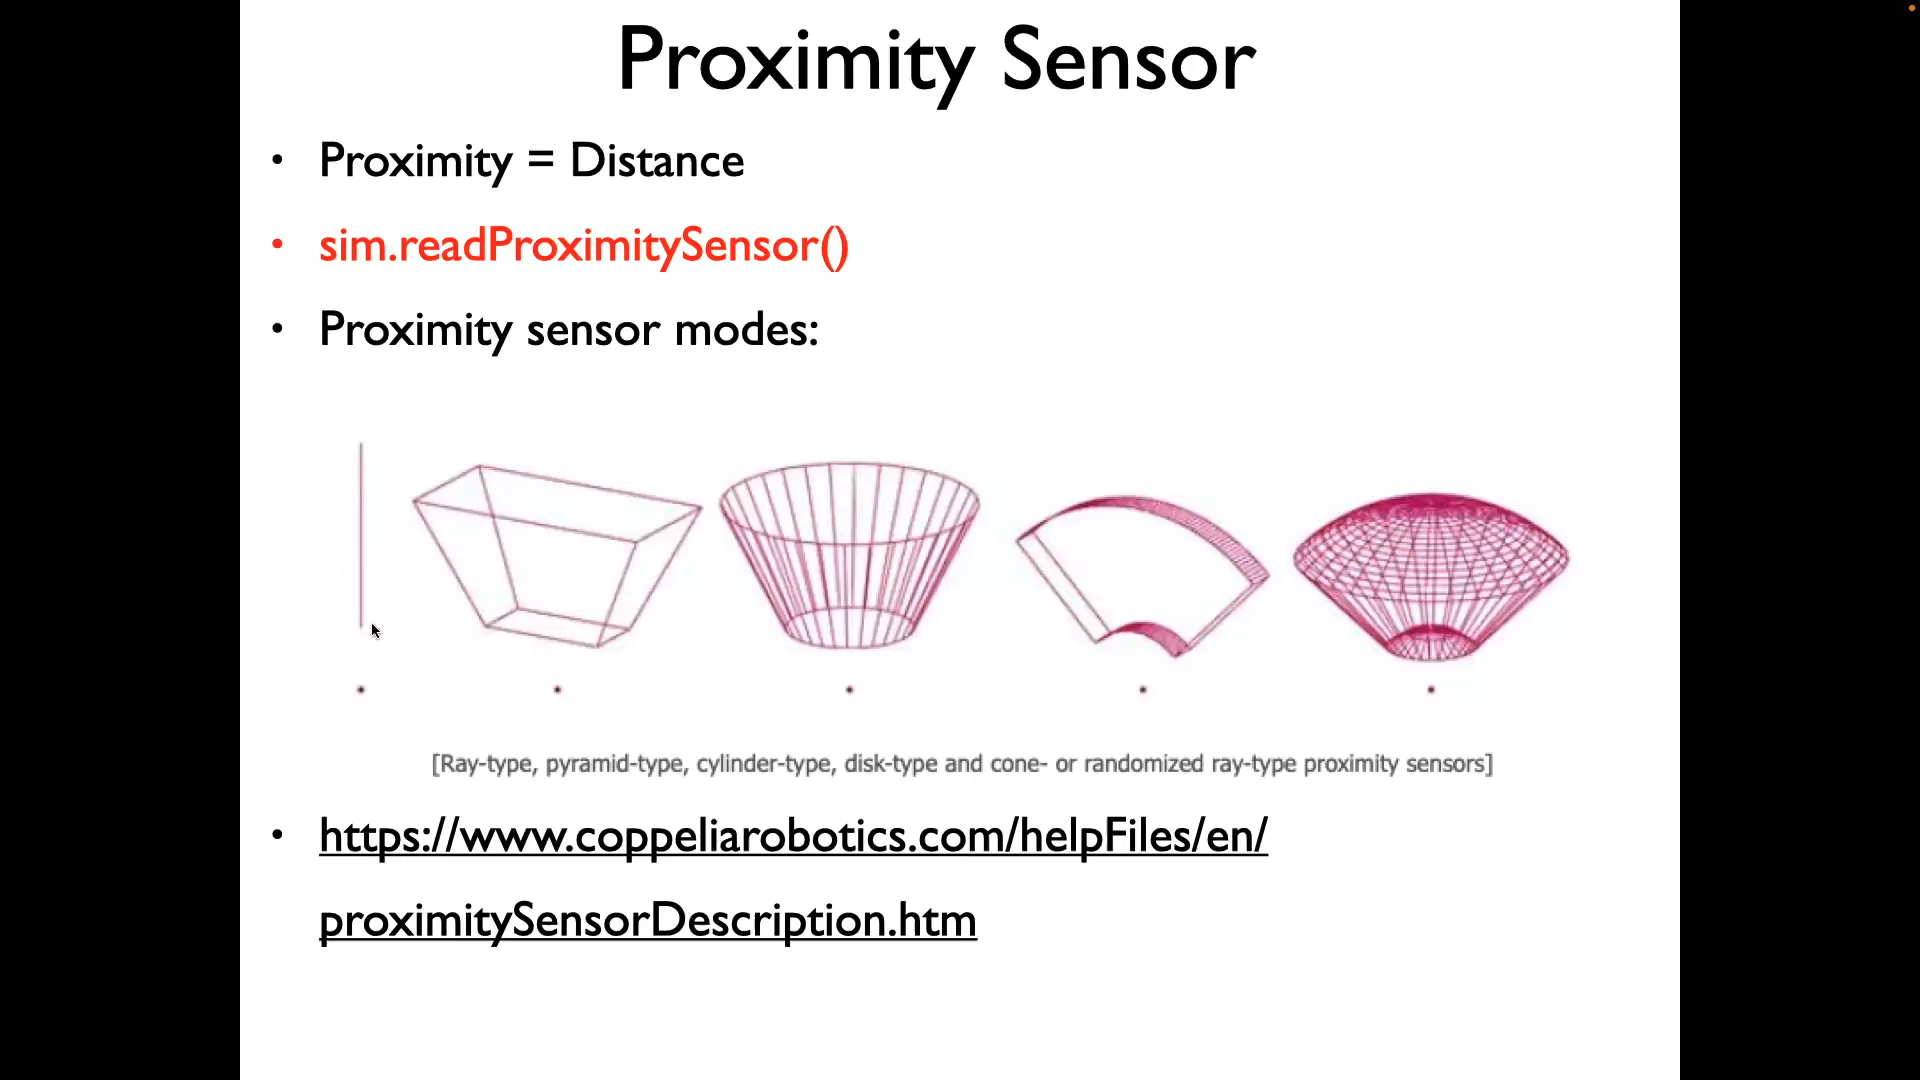 Proximity Sensor
• Proximity = Distance
• sim.readProximitySensor()
• Proximity sensor modes:
[Ray-type, pyramid-type, cylinder-type, disk-type and cone- or randomized ray-type proximity sensors]
• https://www.coppeliarobotics.com/helpFiles/en/
proximitySensorDescription.htm